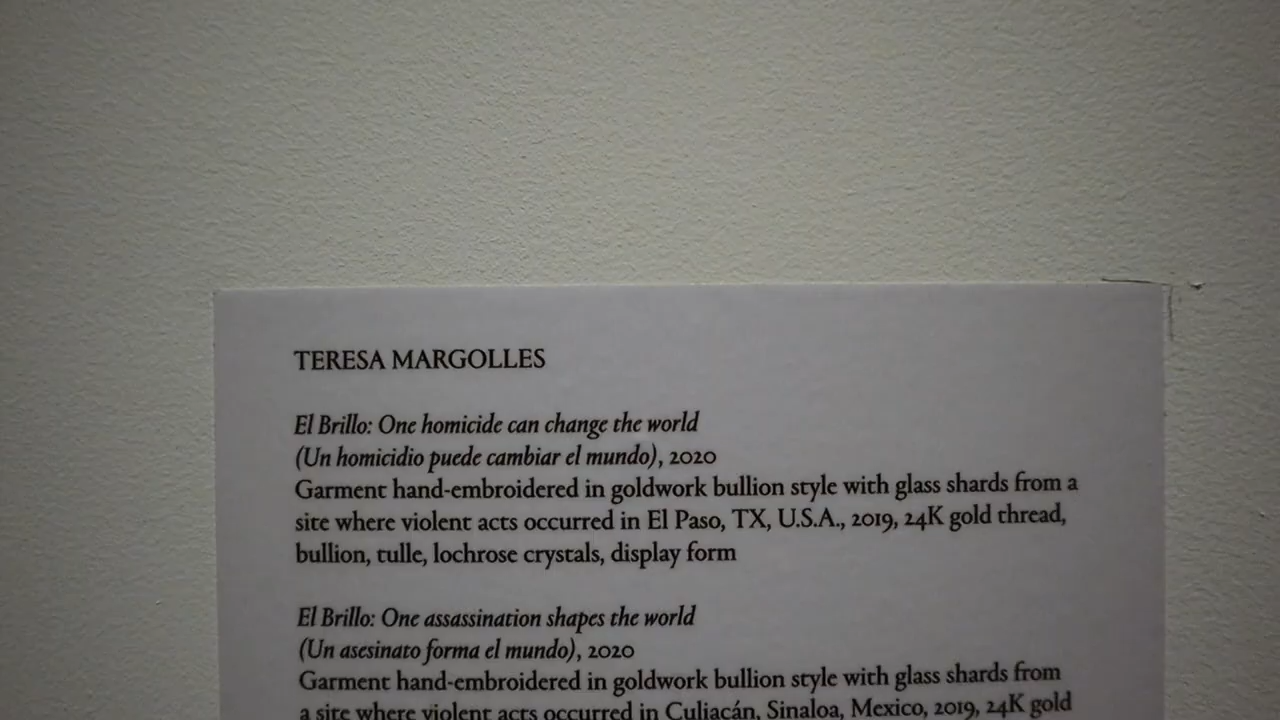 TERESA MARGOLLES
El Brillo: One homicide can change the world
(Un homicidio puede cambiar el mundo), 2020
Garment hand-embroidered in goldwork bullion style with glass shards from a
site where violent acts occurred in El Paso, TX, U.S.A., 2019, 24K gold thread,
bullion, tulle, lochrose crystals, display form
El Brillo: One assassination shapes the world
(Un asesinato forma el mundo), 2020
Garment hand-embroidered in goldwork bullion style with glass shards from
a site where violent acts occurred in Culiacán, Sinaloa, Mexico, 2019, 24K gold